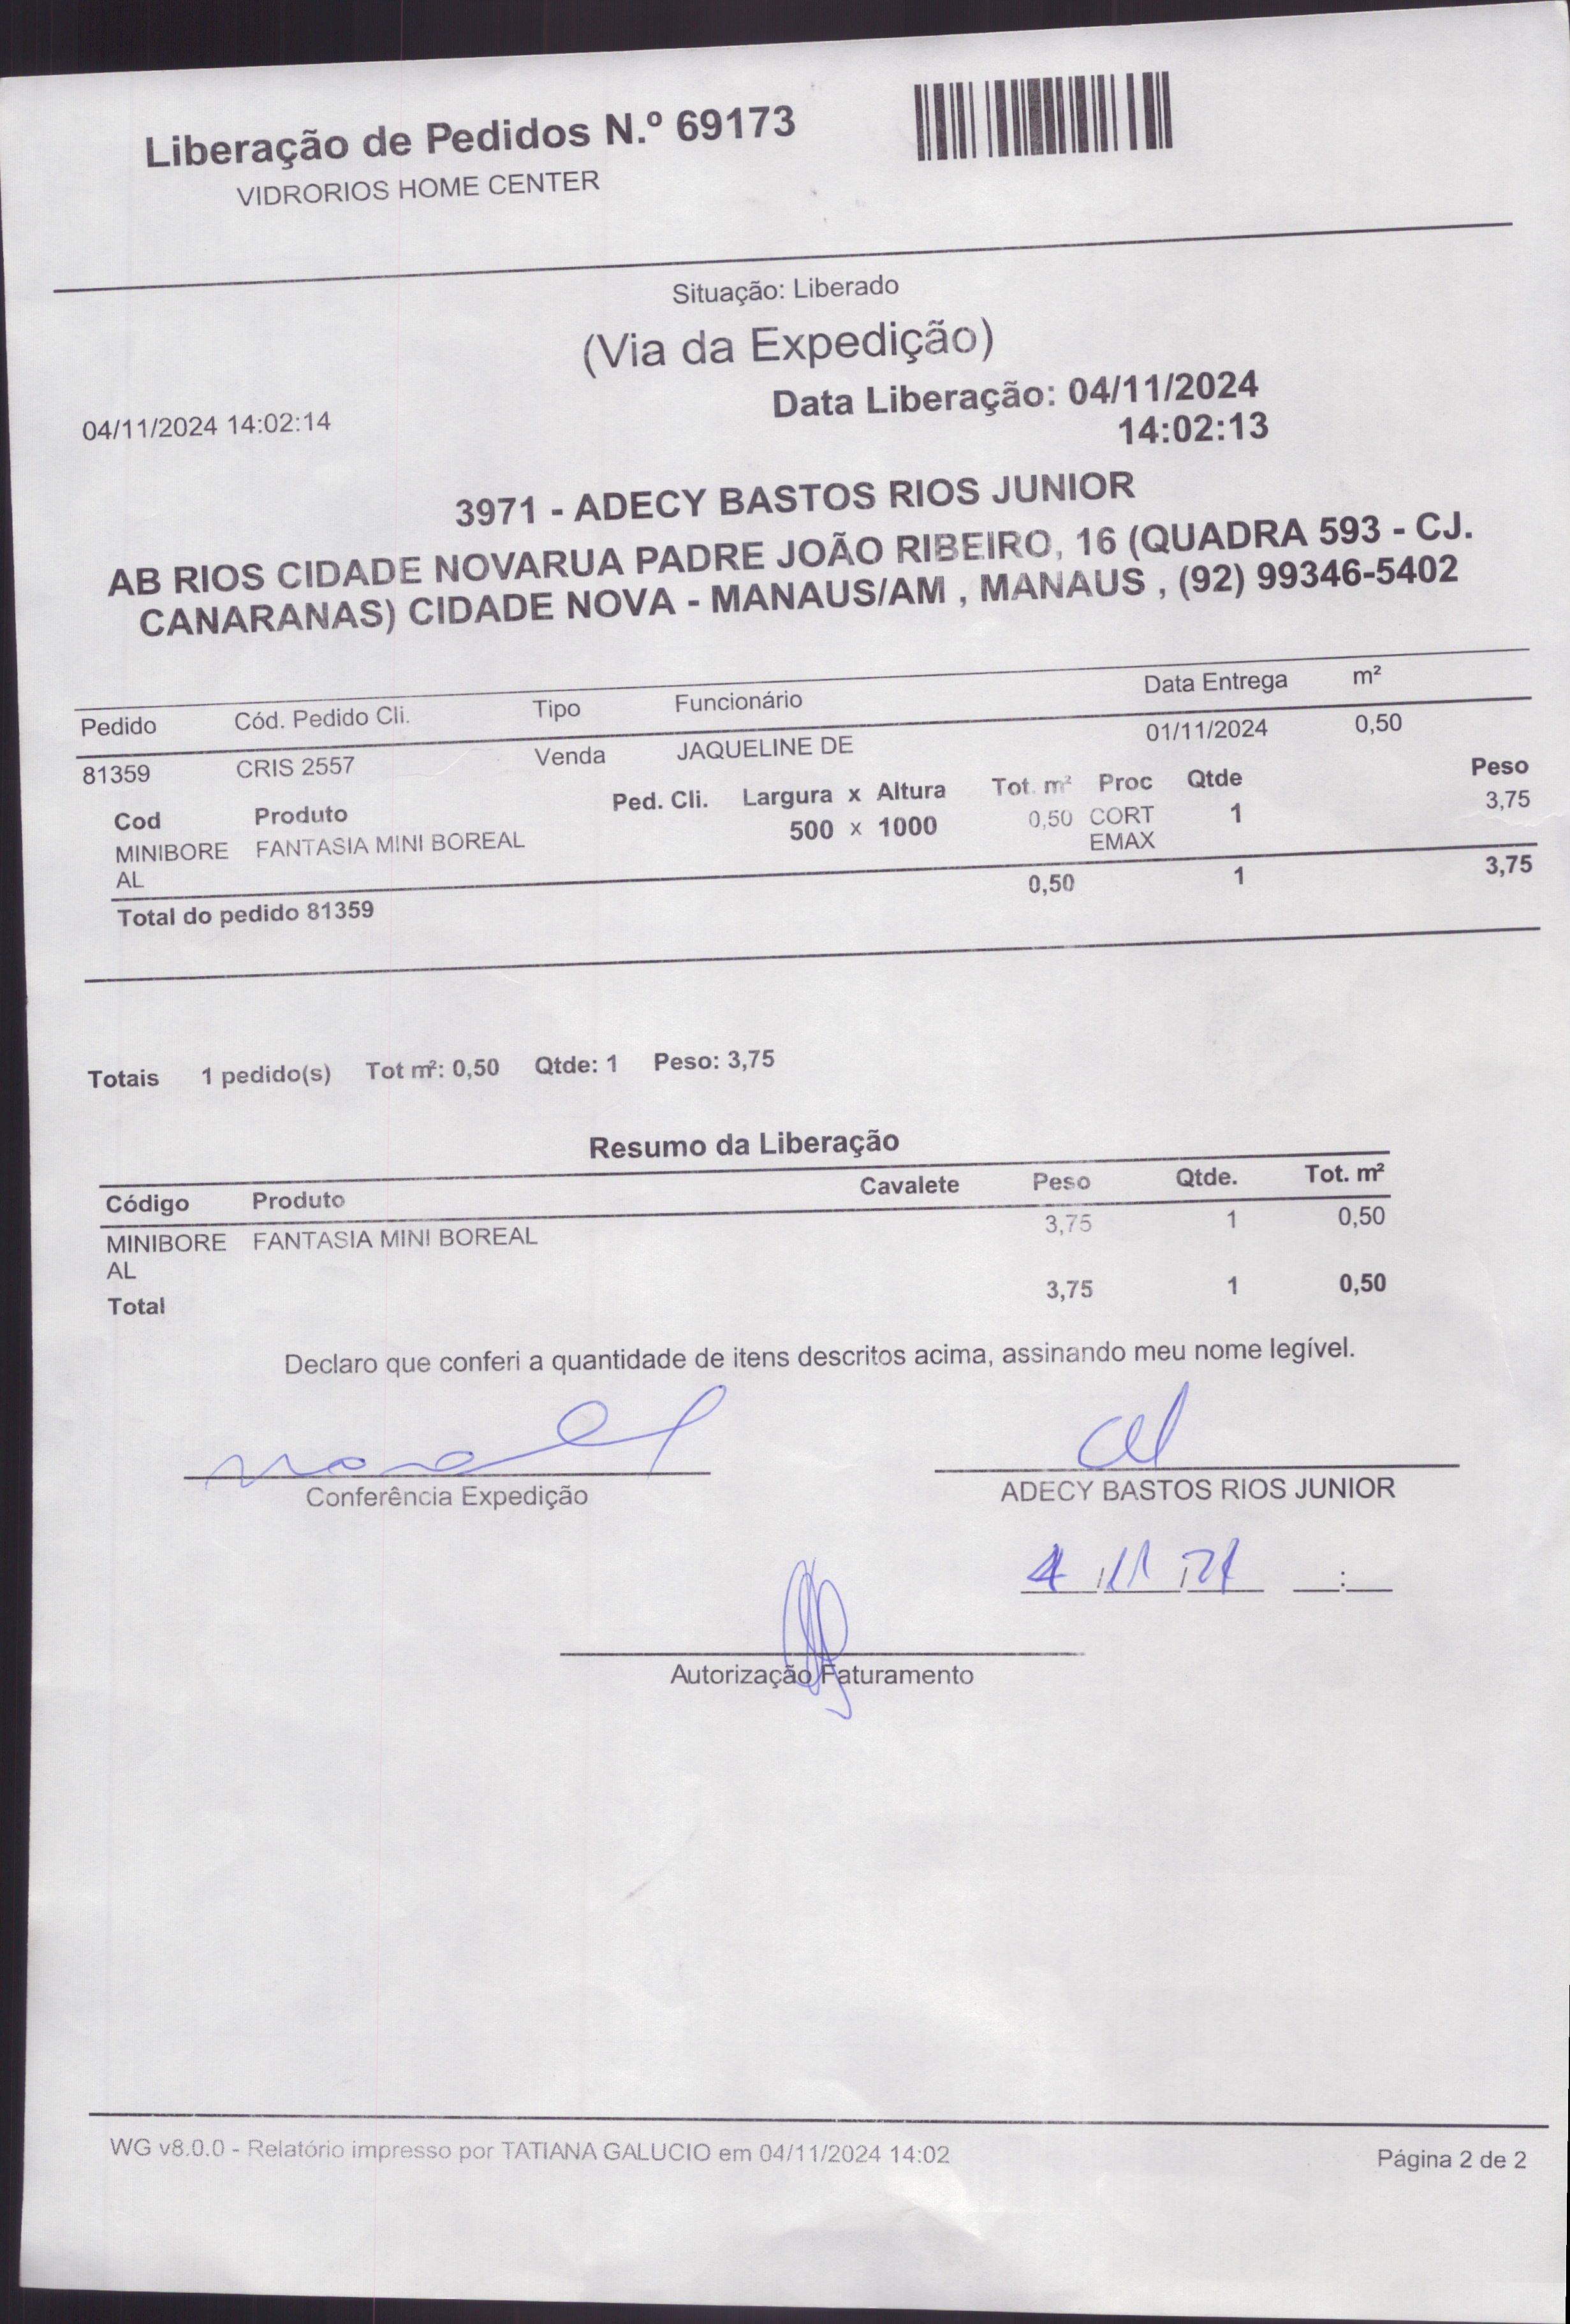 Liberação de Pedidos N.º 69173
VIDRORIOS HOME CENTER
Situação: Liberado
(Via da Expedição)
04/11/2024 14:02:14
Data Liberação: 04/11/2024
14:02:13
3971 - ADECY BASTOS RIOS JUNIOR
AB RIOS CIDADE NOVARUA PADRE JOÃO RIBEIRO, 16 (QUADRA 593 - CJ.
CANARANAS) CIDADE NOVA - MANAUS/AM , MANAUS , (92) 99346-5402
Pedido Cód. Pedido Cli. Tipo Funcionário Data Entrega m²
81359 CRIS 2557 Venda JAQUELINE DE 01/11/2024 0,50
Cod Produto Ped. Cli. Largura x Altura Tot. m² Proc Qtde Peso
MINIBORE FANTASIA MINI BOREAL 500 x 1000 0,50 CORT 1 3,75
AL EMAX
Total do pedido 81359 0,50 1 3,75
Totais 1 pedido(s) Tot m²: 0,50 Qtde: 1 Peso: 3,75
Resumo da Liberação
Código Produto Cavalete Peso Qtde. Tot. m²
MINIBORE FANTASIA MINI BOREAL 3,75 1 0,50
AL
Total 3,75 1 0,50
Declaro que conferi a quantidade de itens descritos acima, assinando meu nome legível.
Conferência Expedição ADECY BASTOS RIOS JUNIOR
4/11/24 :
Autorização Faturamento
WG v8.0.0 - Relatório impresso por TATIANA GALUCIO em 04/11/2024 14:02 Página 2 de 2